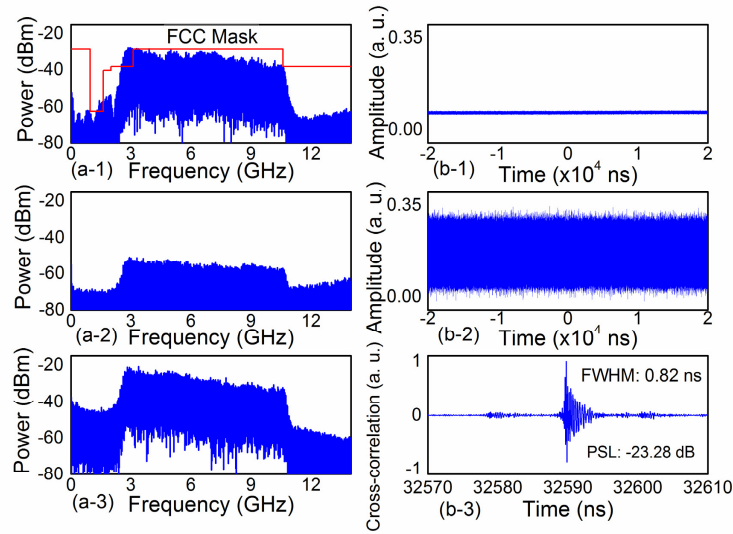 FCC Mask
Power (dBm)
-20
-40
-60
-80
0 3 6 9 12
(a-1) Frequency (GHz)
Amplitude (a. u.)
0.35
0.00
-2 -1 0 1 2
(b-1) Time (x10⁴ ns)
Power (dBm)
-20
-40
-60
-80
0 3 6 9 12
(a-2) Frequency (GHz)
Amplitude (a. u.)
0.35
0.00
-2 -1 0 1 2
(b-2) Time (x10⁴ ns)
Power (dBm)
-20
-40
-60
-80
0 3 6 9 12
(a-3) Frequency (GHz)
Cross-correlation (a. u.)
1
0
-1
FWHM: 0.82 ns
PSL: -23.28 dB
32570 32580 32590 32600 32610
(b-3) Time (ns)